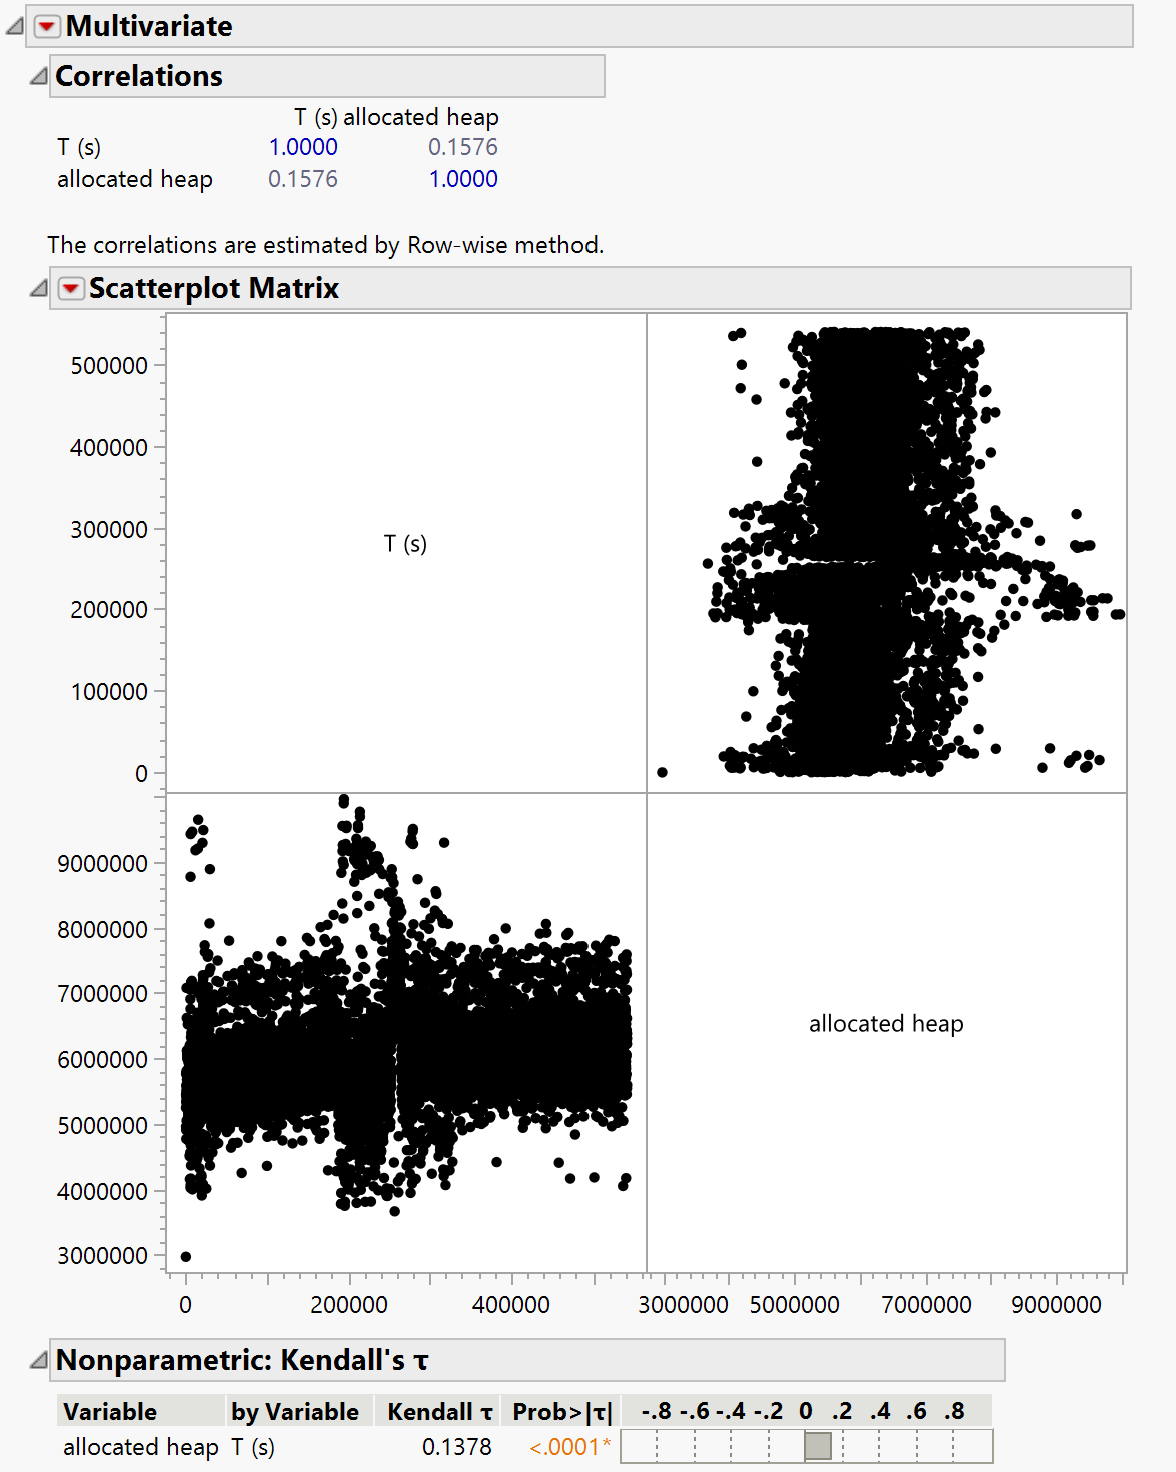 Multivariate
Correlations
T (s) allocated heap
T (s) 1.0000 0.1576
allocated heap 0.1576 1.0000
The correlations are estimated by Row-wise method.
Scatterplot Matrix
500000
400000
300000
200000
100000
0
T (s)
9000000
8000000
7000000
6000000
5000000
4000000
3000000
allocated heap
0 200000 400000 3000000 5000000 7000000 9000000
Nonparametric: Kendall's τ
Variable by Variable Kendall τ Prob>|τ| -.8 -.6 -.4 -.2 0 .2 .4 .6 .8
allocated heap T (s) 0.1378 <.0001*